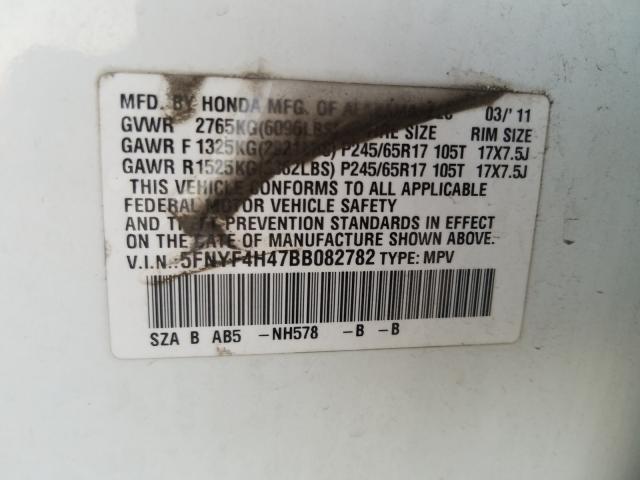 MFD. BY HONDA MFG. OF 03/'11
GVWR 2765KG(6096LBS) SIZE RIM SIZE
GAWR F 1325KG P245/65R17 105T 17X7.5J
GAWR R 1525KG P245/65R17 105T 17X7.5J
THIS VEHICLE CONFORMS TO ALL APPLICABLE
FEDERAL MOTOR VEHICLE SAFETY
AND THEFT PREVENTION STANDARDS IN EFFECT
ON THE DATE OF MANUFACTURE SHOWN ABOVE.
V.I.N.: 5FNYF4H47BB082782 TYPE: MPV
SZA B AB5 -NH578 -B -B